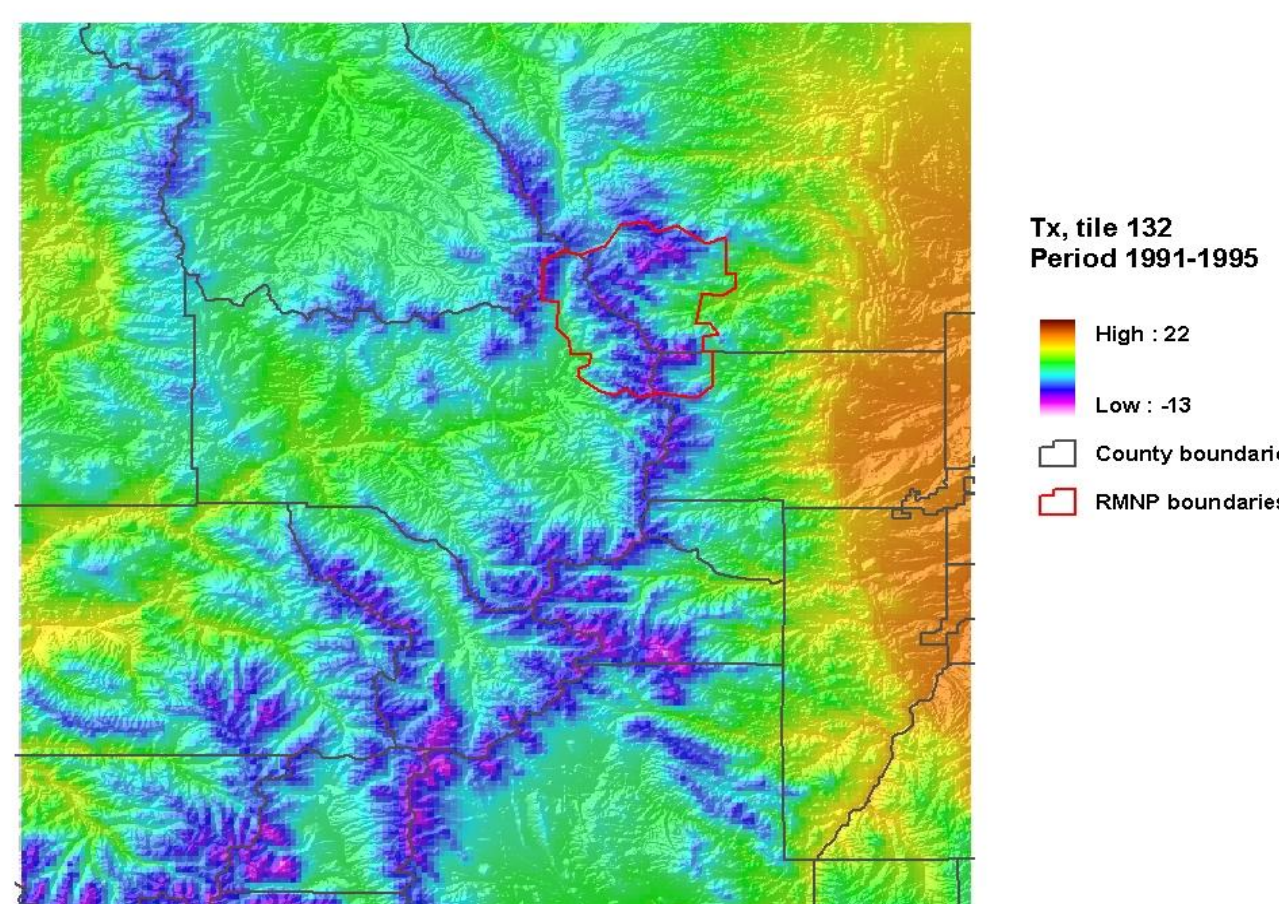 Tx, tile 132
Period 1991-1995
High : 22
Low : -13
County boundarie
RMNP boundaries